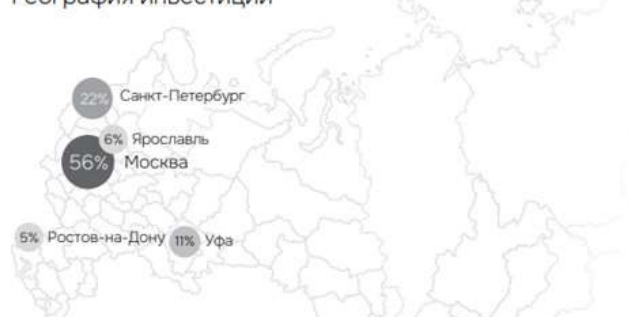 География инвестиций
22% Санкт-Петербург
6% Ярославль
56% Москва
5% Ростов-на-Дону
11% Уфа